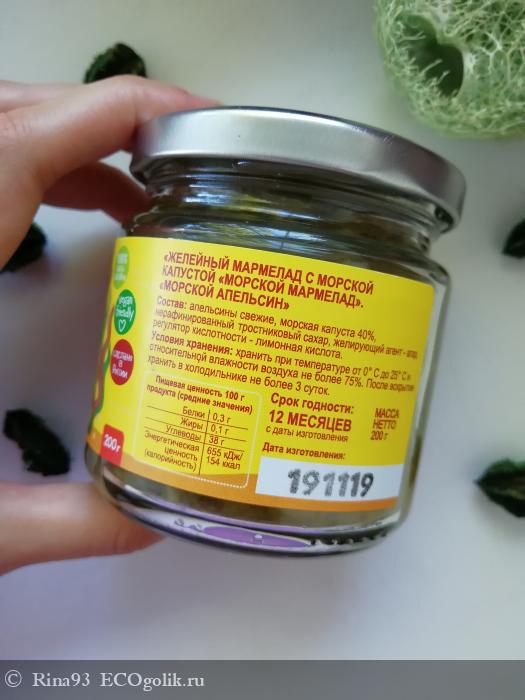 «ЖЕЛЕЙНЫЙ МАРМЕЛАД С МОРСКОЙ
КАПУСТОЙ «МОРСКОЙ МАРМЕЛАД».
«МОРСКОЙ АПЕЛЬСИН»
Состав: апельсины свежие, морская капуста 40%,
нерафинированный тростниковый сахар, желирующий агент - агар,
регулятор кислотности - лимонная кислота.
Условия хранения: хранить при температуре от 0° С до 25° С и
относительной влажности воздуха не более 75%. После вскрытия
хранить в холодильнике не более 3 суток.
Пищевая ценность 100 г
продукта (средние значения)
Белки 0,3 г
Жиры 0,1 г
Углеводы 38 г
Энергетическая ценность (калорийность) 655 кДж/ 154 ккал
Срок годности:
12 МЕСЯЦЕВ
с даты изготовления
МАССА
НЕТТО
200 г
Дата изготовления:
191119
vegan
friendly
СДЕЛАНО
В
РОССИИ
200 г
© Rina93 ECOgolik.ru